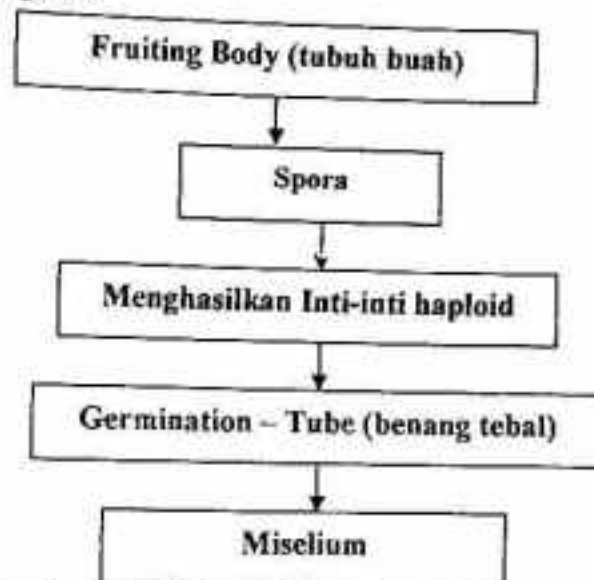 Fruiting Body (tubuh buah)
Spora
Menghasilkan Inti-inti haploid
Germination – Tube (benang tebal)
Miselium